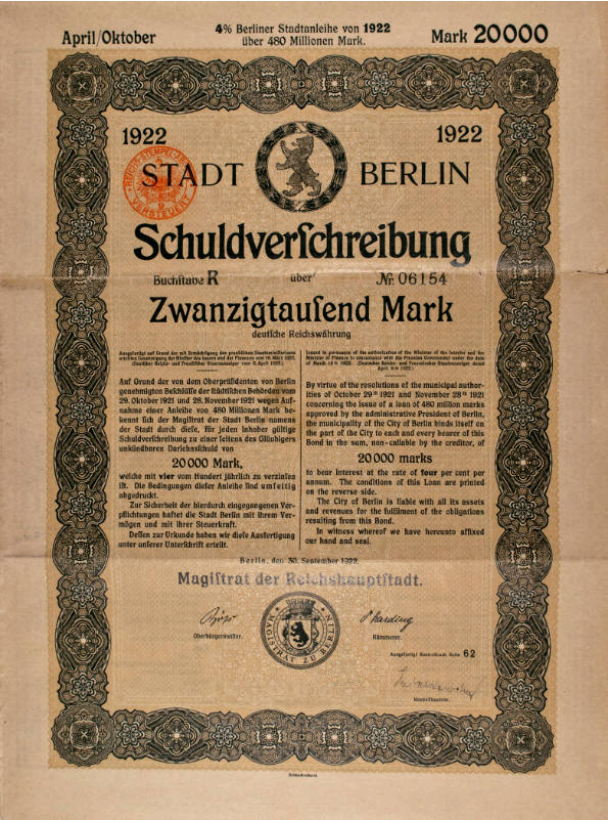 April/Oktober
4% Berliner Stadtanleihe von 1922
über 480 Millionen Mark.
Mark 20000
1922
1922
STADT BERLIN
REICHS-STEMPEL-AB
VERSTEUERT
Schuldverſchreibung
Buchſtabe R über № 06154
Zwanzigtauſend Mark
deutſche Reichswährung
Auf Grund der von dem Oberpräſidenten von Berlin
genehmigten Beſchlüſſe der ſtädtiſchen Behörden vom
29. Oktober 1921 und 28. November 1921 wegen Auf-
nahme einer Anleihe von 480 Millionen Mark be-
kennt ſich der Magiſtrat der Stadt Berlin namens
der Stadt durch dieſe, für jeden Inhaber gültige
Schuldverſchreibung zu einer ſeitens des Gläubigers
unkündbaren Darlehnsſchuld von
20000 Mark,
welche mit vier vom Hundert jährlich zu verzinſen
iſt. Die Bedingungen dieſer Anleihe ſind umſeitig
abgedruckt.
Zur Sicherheit der hierdurch eingegangenen Ver-
pflichtungen haftet die Stadt Berlin mit ihrem Ver-
mögen und mit ihrer Steuerkraft.
Deſſen zur Urkunde haben wir dieſe Ausfertigung
unter unſerer Unterſchrift erteilt.
By virtue of the resolutions of the municipal author-
ities of October 29th 1921 and November 28th 1921
concerning the issue of a loan of 480 million marks
approved by the administrative President of Berlin,
the municipality of the City of Berlin binds itself on
the part of the City to each and every bearer of this
Bond in the sum, non-callable by the creditor, of
20000 marks
to bear interest at the rate of four per cent per
annum. The conditions of this Loan are printed
on the reverse side.
The City of Berlin is liable with all its assets
and revenues for the fulfilment of the obligations
resulting from this Bond.
In witness whereof we have hereunto affixed
our hand and seal.
Berlin, den 30. September 1922.
Magiſtrat der Reichshauptſtadt.
MAGISTRAT ZU BERLIN
Oberbürgermeiſter.
Kämmerer.
Ausgefertigt Kontrollbuch Seite 62